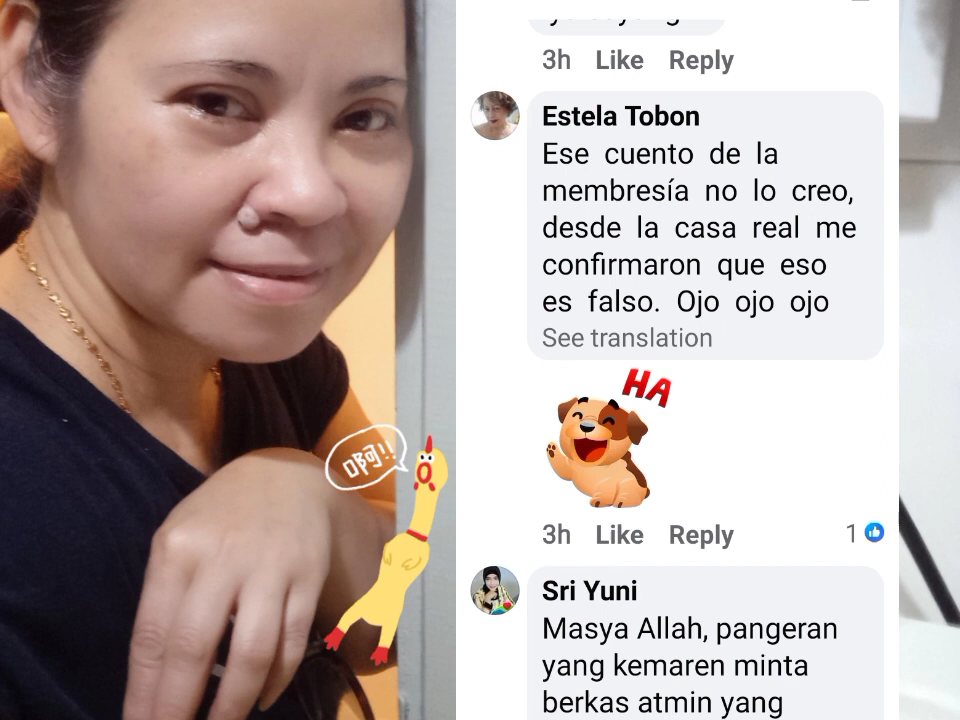 啊!!
3h Like Reply
Estela Tobon
Ese cuento de la
membresía no lo creo,
desde la casa real me
confirmaron que eso
es falso. Ojo ojo ojo
See translation
HA
3h Like Reply
1
Sri Yuni
Masya Allah, pangeran
yang kemaren minta
berkas atmin yang